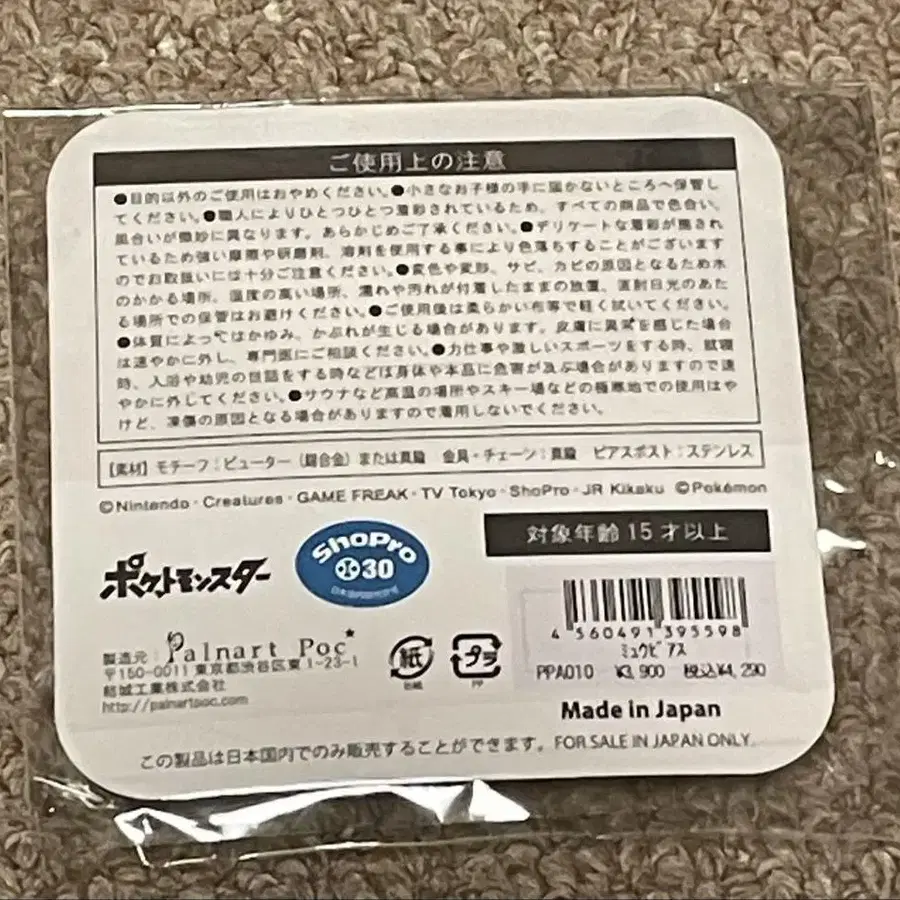 ご使用上の注意
●目的以外のご使用はおやめください。●小さなお子様の手に届かないところへ保管し
てください。●職人によりひとつひとつ着彩されているため、すべての商品で色合い、
風合いが微妙に異なります。あらかじめご了承ください。●デリケートな着彩が施され
ているため強い摩擦や研磨剤、溶剤を使用する事により色落ちすることがございます
のでお取扱いには十分ご注意ください。●変色や変形、サビ、カビの原因となるため水
のかかる場所、湿度の高い場所、濡れや汚れが付着したままの放置、直射日光のあた
る場所での保管はお避けください。●ご使用後は柔らかい布等で軽く拭いてください。
●体質によってはかゆみ、かぶれが生じる場合があります。皮膚に異常を感じた場合
は速やかに外し、専門医にご相談ください。●力仕事や激しいスポーツをする時、就寝
時、入浴や幼児の世話をする時などは身体や本品に危害が及ぶ場合がありますので速
やかに外してください。●サウナなど高温の場所やスキー場などの極寒地での使用はや
けど、凍傷の原因となる場合がありますので着用しないでください。
【素材】モチーフ：ピューター（錫合金）または真鍮 金具・チェーン：真鍮 ピアスポスト：ステンレス
©Nintendo・Creatures・GAME FREAK・TV Tokyo・ShoPro・JR Kikaku ©Pokémon
対象年齢15才以上
ポケットモンスター
ShoPro
30
日本国内販売許可
4 560491 395598
ミュウピアス
PPA010 ¥3,900 税込¥4,290
製造元：Palnart Poc
〒150-0011 東京都渋谷区東1-23-1
結城工業株式会社
http://palnartpoc.com
紙
プラ
PP
Made in Japan
この製品は日本国内でのみ販売することができます。FOR SALE IN JAPAN ONLY.